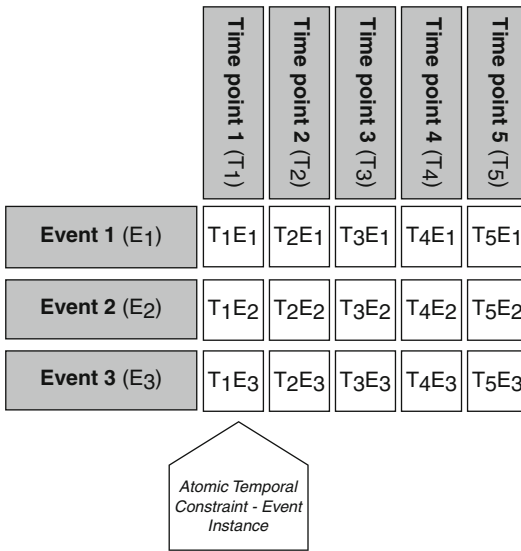 Time point 1 (T₁)
Time point 2 (T₂)
Time point 3 (T₃)
Time point 4 (T₄)
Time point 5 (T₅)
Event 1 (E₁)
T₁E₁
T₂E₁
T₃E₁
T₄E₁
T₅E₁
Event 2 (E₂)
T₁E₂
T₂E₂
T₃E₂
T₄E₂
T₅E₂
Event 3 (E₃)
T₁E₃
T₂E₃
T₃E₃
T₄E₃
T₅E₃
Atomic Temporal
Constraint - Event
Instance